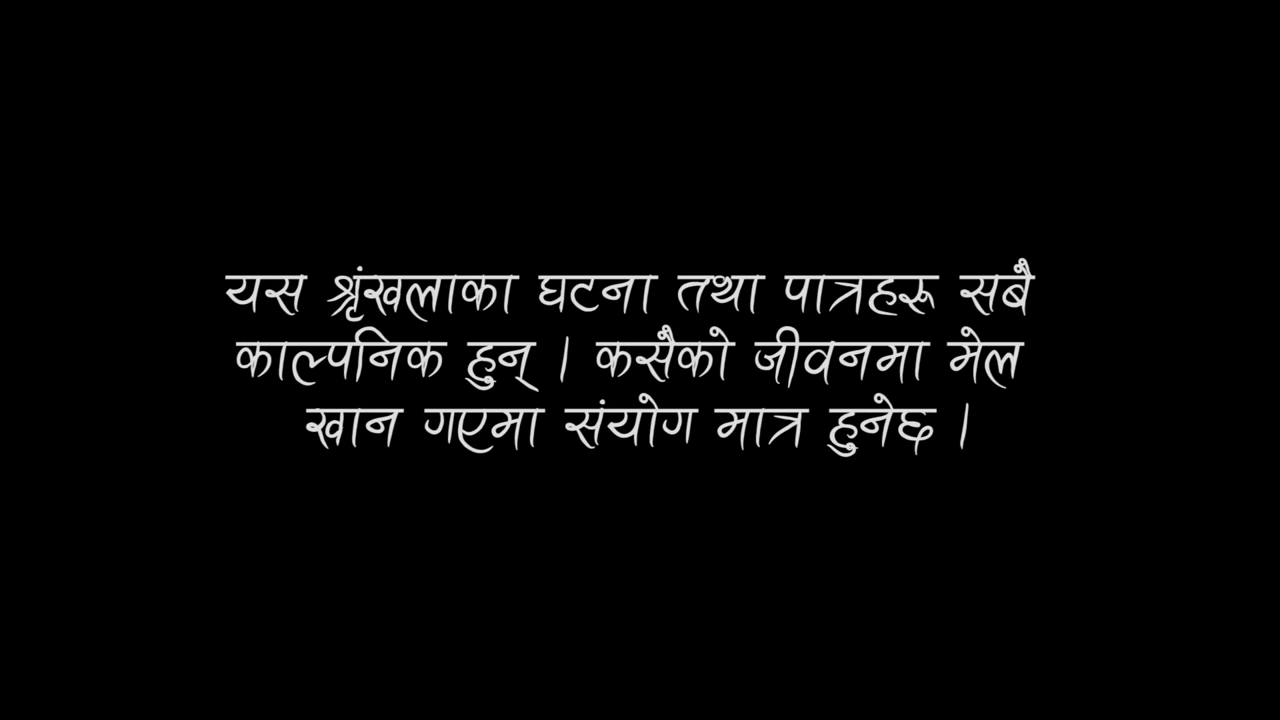 यस श्रृंखलाका घटना तथा पात्रहरू सबै
काल्पनिक हुन् । कसैको जीवनमा मेल
खान गएमा संयोग मात्र हुनेछ ।